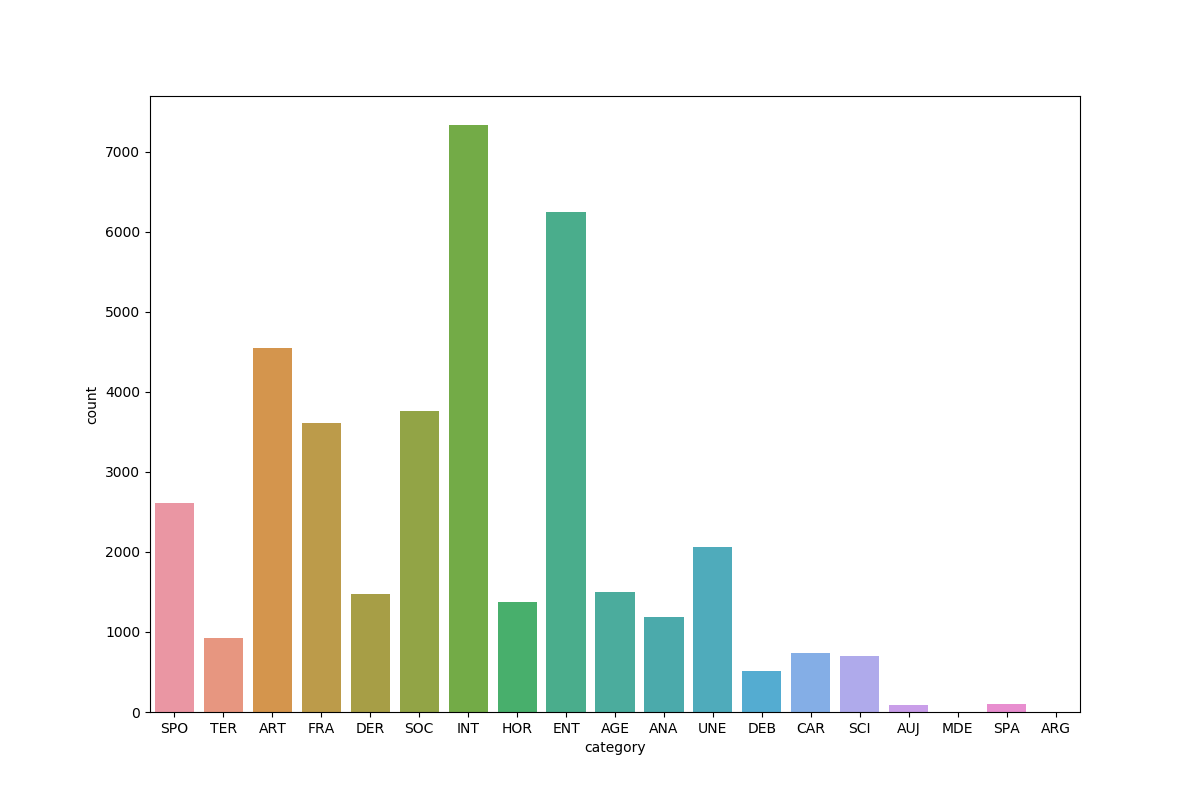 7000
6000
5000
4000
3000
2000
1000
0
count
SPO TER ART FRA DER SOC INT HOR ENT AGE ANA UNE DEB CAR SCI AUJ MDE SPA ARG
category